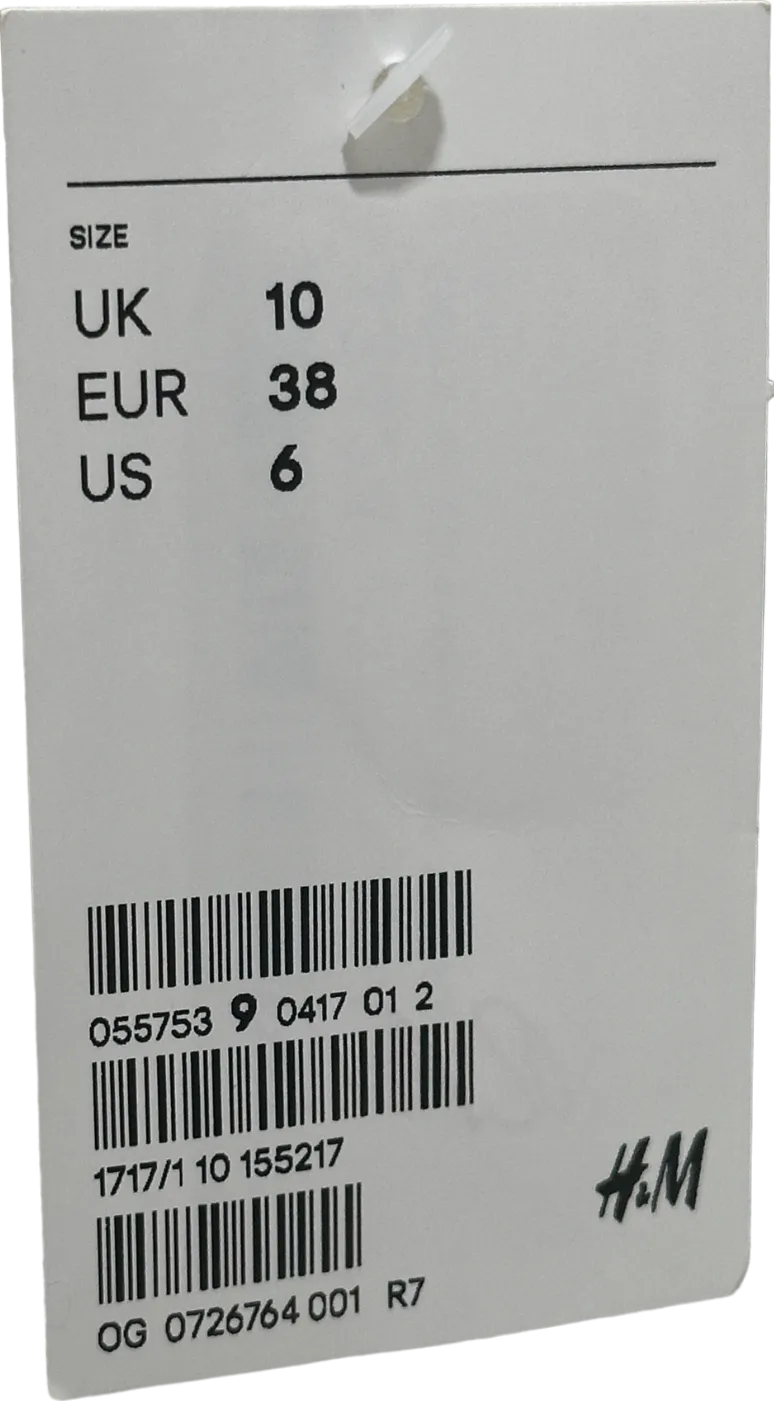 SIZE
UK 10
EUR 38
US 6
055753 9 0417 01 2
1717/1 10 155217
OG 0726764 001 R7
H&M